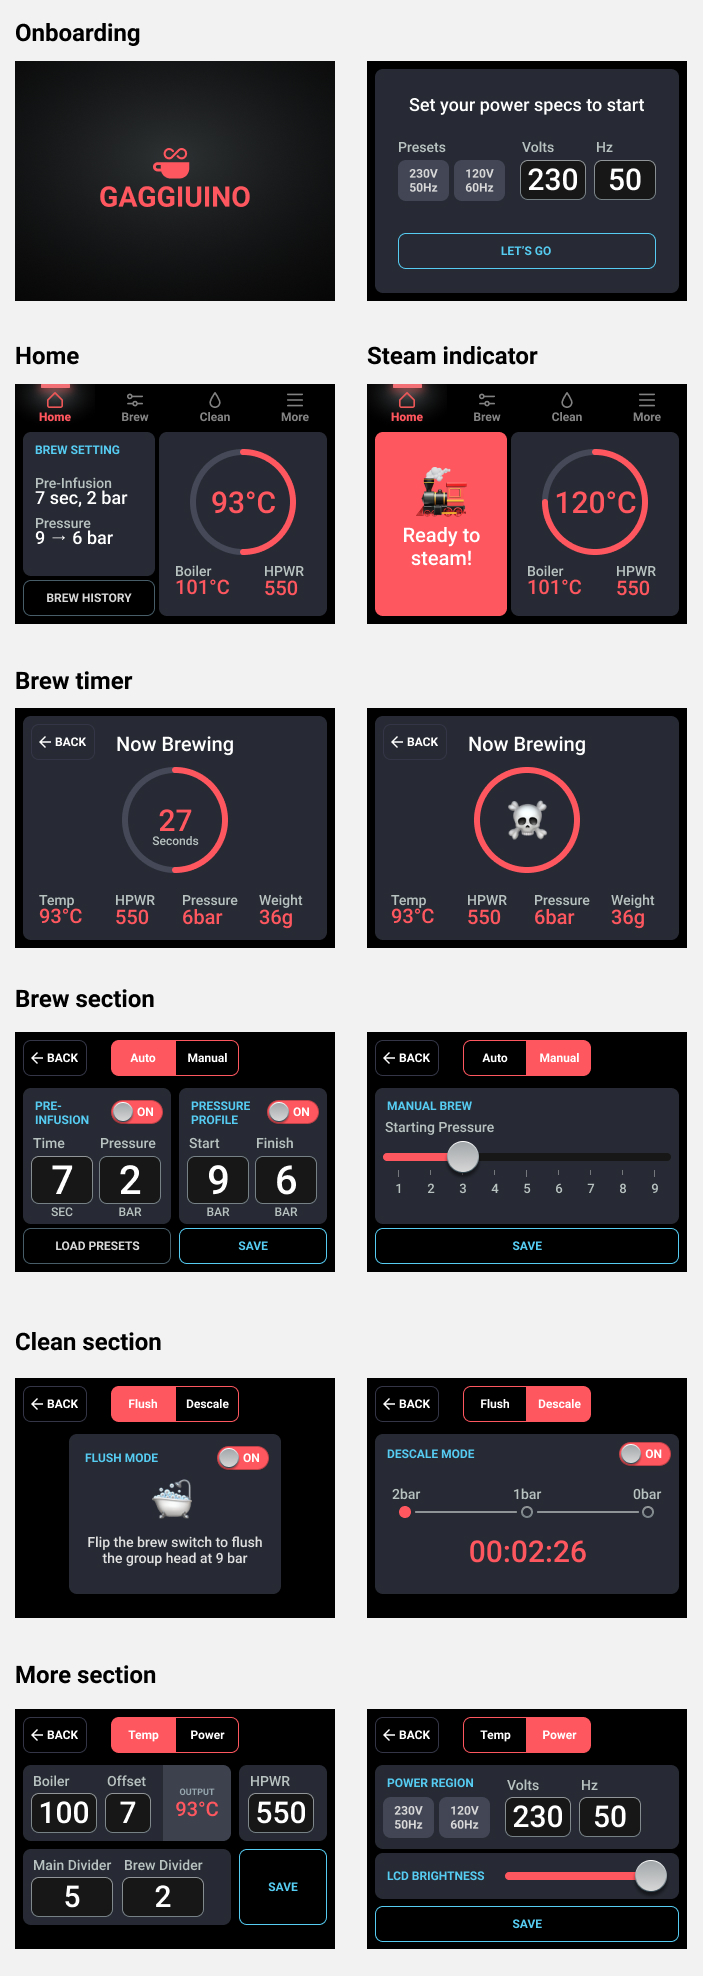 Onboarding
GAGGIUINO
Set your power specs to start
Presets Volts Hz
230V 50Hz
120V 60Hz
230 50
LET'S GO
Home
Home Brew Clean More
BREW SETTING
Pre-Infusion
7 sec, 2 bar
Pressure
9 → 6 bar
BREW HISTORY
93°C
Boiler HPWR
101°C 550
Steam indicator
Home Brew Clean More
Ready to
steam!
120°C
Boiler HPWR
101°C 550
Brew timer
← BACK Now Brewing
27
Seconds
Temp HPWR Pressure Weight
93°C 550 6bar 36g
← BACK Now Brewing
Temp HPWR Pressure Weight
93°C 550 6bar 36g
Brew section
← BACK Auto Manual
PRE-
INFUSION
ON
Time Pressure
7 2
SEC BAR
PRESSURE
PROFILE
ON
Start Finish
9 6
BAR BAR
LOAD PRESETS SAVE
← BACK Auto Manual
MANUAL BREW
Starting Pressure
1 2 3 4 5 6 7 8 9
SAVE
Clean section
← BACK Flush Descale
FLUSH MODE ON
Flip the brew switch to flush
the group head at 9 bar
← BACK Flush Descale
DESCALE MODE ON
2bar 1bar 0bar
00:02:26
More section
← BACK Temp Power
Boiler Offset
100 7
OUTPUT
93°C
HPWR
550
Main Divider Brew Divider
5 2
SAVE
← BACK Temp Power
POWER REGION Volts Hz
230V 50Hz
120V 60Hz
230 50
LCD BRIGHTNESS
SAVE